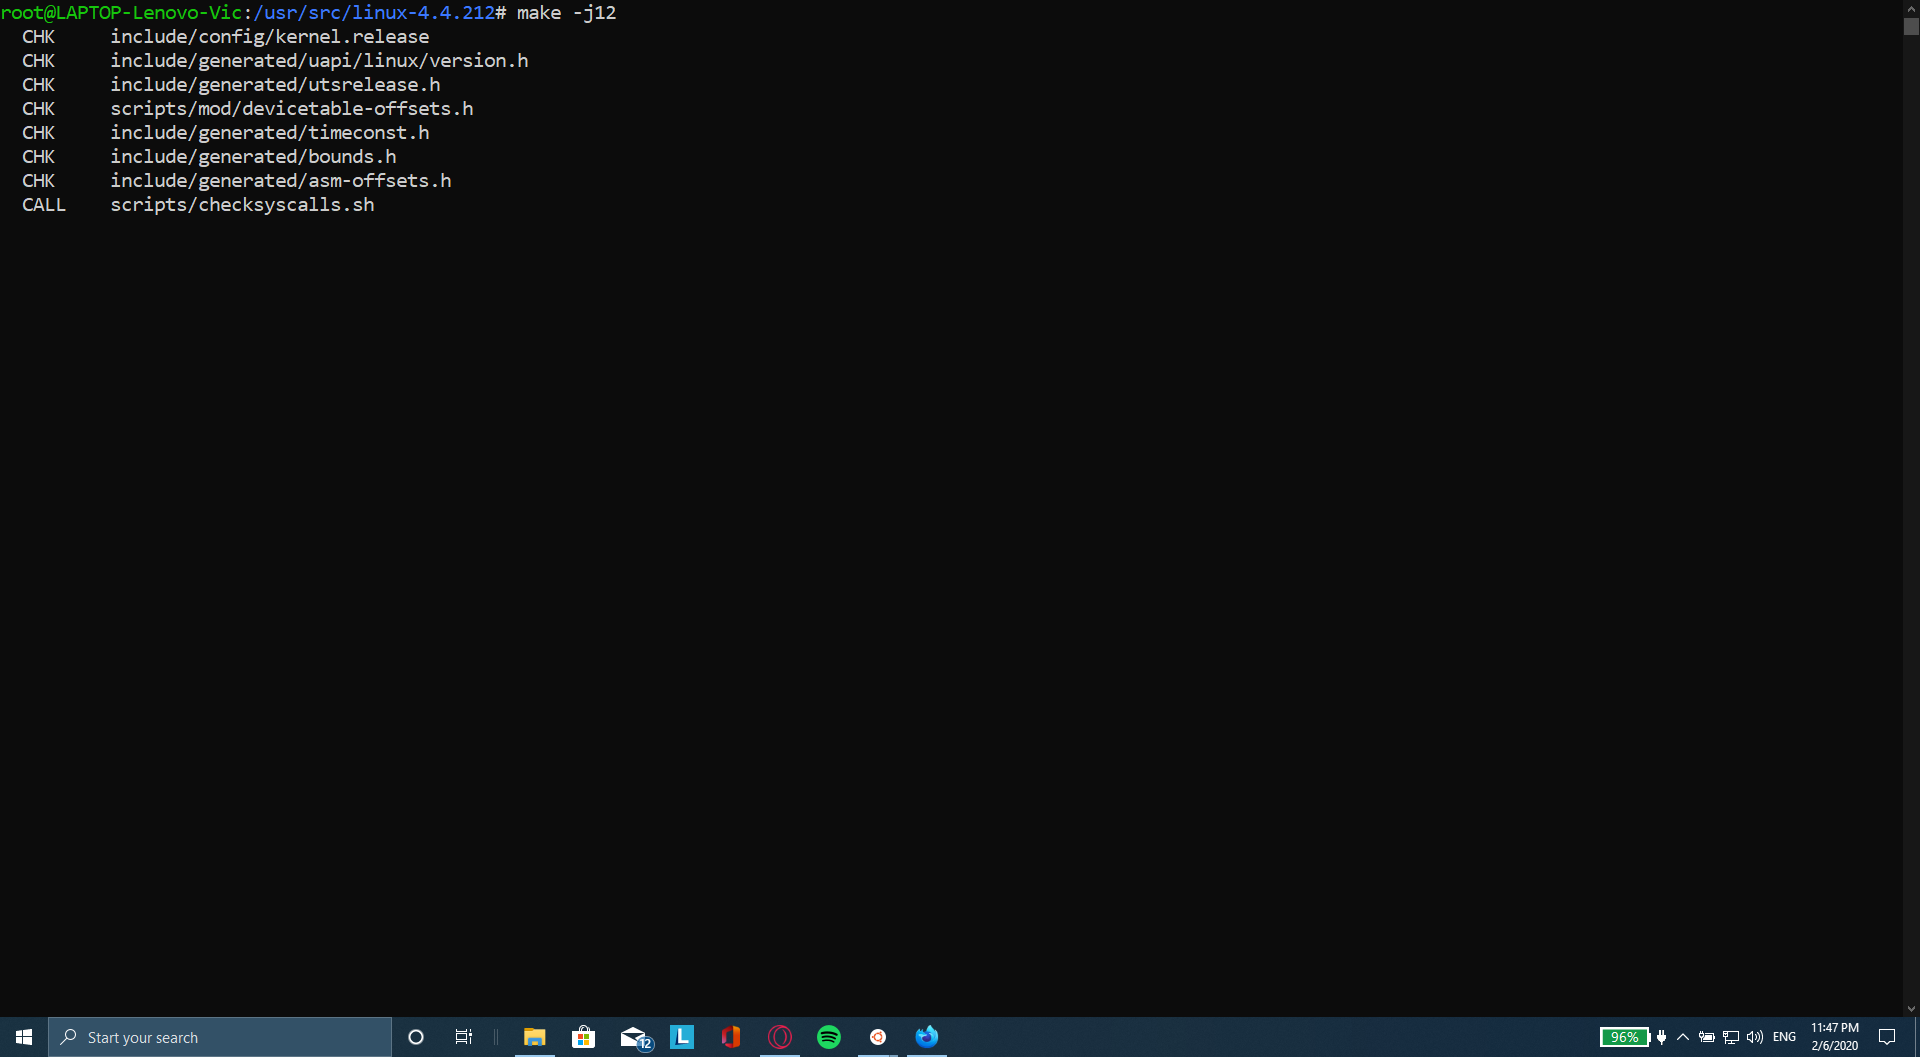 root@LAPTOP-Lenovo-Vic:/usr/src/linux-4.4.212# make -j12
CHK     include/config/kernel.release
CHK     include/generated/uapi/linux/version.h
CHK     include/generated/utsrelease.h
CHK     scripts/mod/devicetable-offsets.h
CHK     include/generated/timeconst.h
CHK     include/generated/bounds.h
CHK     include/generated/asm-offsets.h
CALL    scripts/checksyscalls.sh
Start your search
12
L
96%
ENG
11:47 PM
2/6/2020